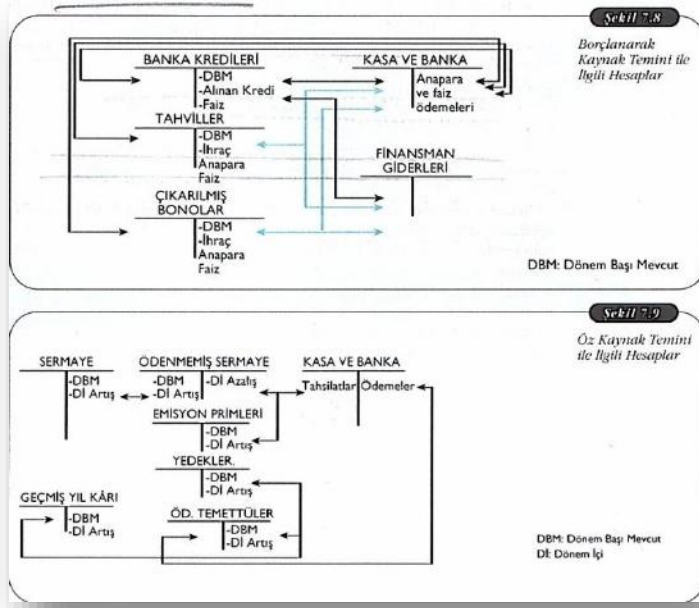 Şekil 7.8
Borçlanarak
Kaynak Temini ile
İlgili Hesaplar
BANKA KREDİLERİ
-DBM
-Alınan Kredi
-Faiz
KASA VE BANKA
Anapara
ve faiz
ödemeleri
TAHVİLLER
-DBM
-İhraç
Anapara
Faiz
FİNANSMAN
GİDERLERİ
ÇIKARILMIŞ
BONOLAR
-DBM
-İhraç
Anapara
Faiz
DBM: Dönem Başı Mevcut
Şekil 7.9
Öz Kaynak Temini
ile İlgili Hesaplar
SERMAYE
-DBM
-Dİ Artış
ÖDENMEMİŞ SERMAYE
-DBM
-Dİ Artış
-Dİ Azalış
KASA VE BANKA
Tahsilatlar
Ödemeler
EMİSYON PRİMLERİ
-DBM
-Dİ Artış
YEDEKLER.
-DBM
-Dİ Artış
GEÇMİŞ YIL KÂRI
-DBM
-Dİ Artış
ÖD. TEMETTÜLER
-DBM
-Dİ Artış
DBM: Dönem Başı Mevcut
Dİ: Dönem İçi